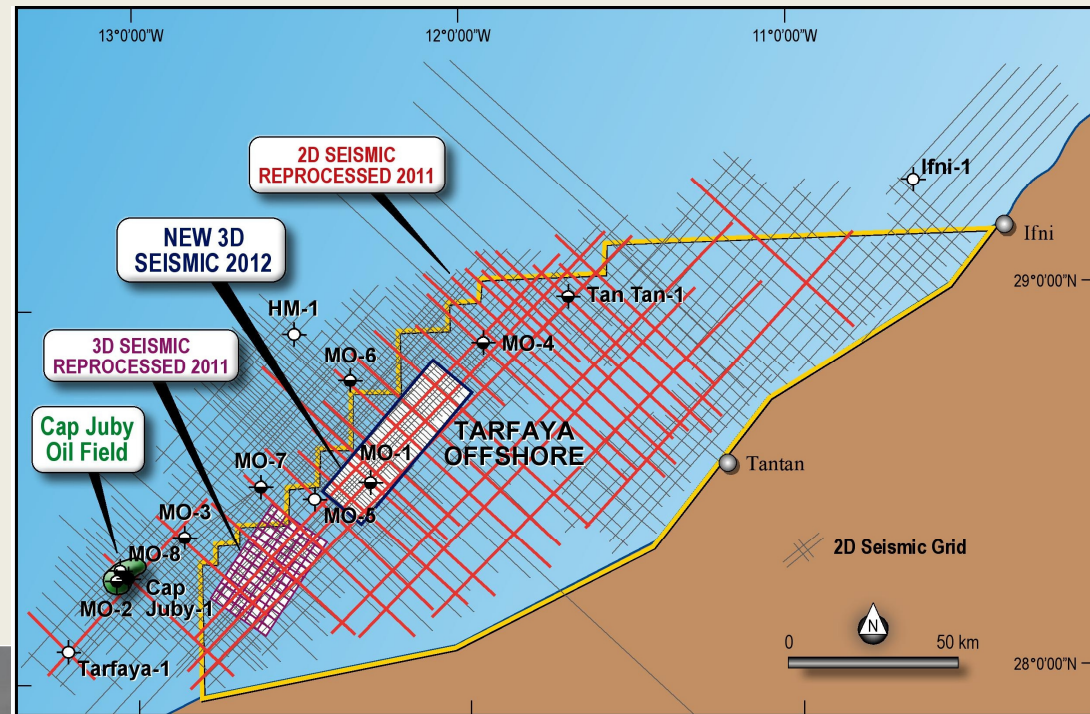 13°0'00"W
12°0'00"W
11°0'00"W
2D SEISMIC
REPROCESSED 2011
Ifni-1
NEW 3D
SEISMIC 2012
Ifni
29°0'00"N
Tan Tan-1
HM-1
MO-4
3D SEISMIC
REPROCESSED 2011
MO-6
Cap Juby
Oil Field
TARFAYA
OFFSHORE
MO-1
MO-7
Tantan
MO-5
MO-3
2D Seismic Grid
MO-8
Cap
Juby-1
MO-2
N
0
50 km
Tarfaya-1
28°0'00"N